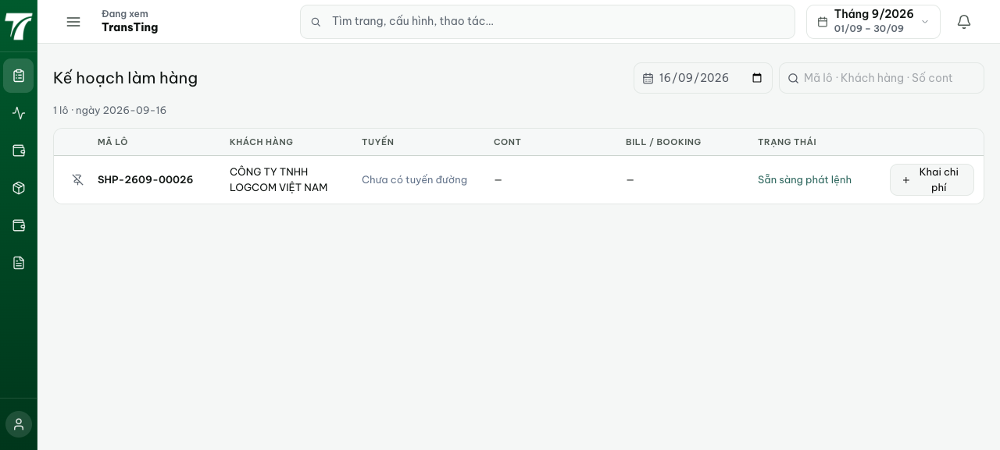 Đang xem
TransTing
Tìm trang, cấu hình, thao tác...
Tháng 9/2026
01/09 – 30/09
Kế hoạch làm hàng
16/09/2026
Mã lô · Khách hàng · Số cont
1 lô · ngày 2026-09-16
MÃ LÔ KHÁCH HÀNG TUYẾN CONT BILL / BOOKING TRẠNG THÁI
SHP-2609-00026 CÔNG TY TNHH LOGCOM VIỆT NAM Chưa có tuyến đường — — Sẵn sàng phát lệnh + Khai chi phí